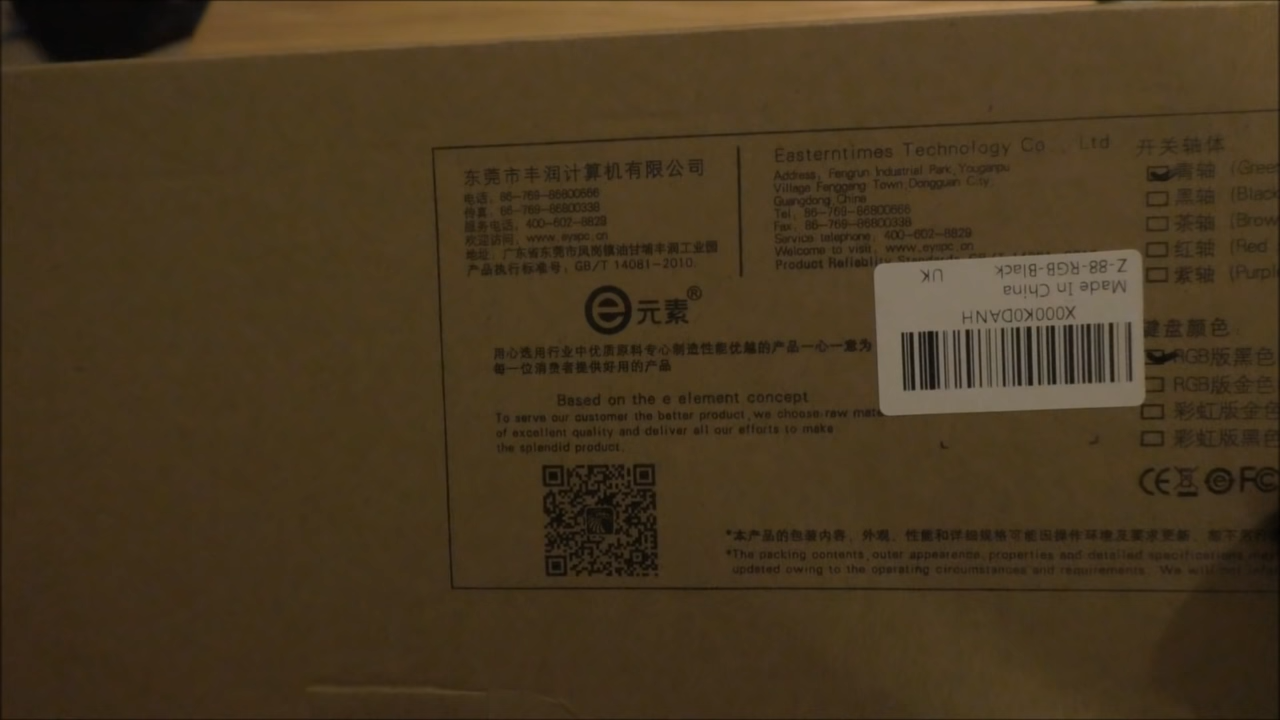 东莞市丰润计算机有限公司
电话：86-769-86800666
传真：86-769-86800338
服务电话：400-602-8829
欢迎访问：www.eyspc.cn
地址：广东省东莞市凤岗镇油甘埔丰润工业园
产品执行标准号：GB/T 14081-2010
Easterntimes Technology Co., Ltd
Address: Fengrun Industrial Park, Youganpu
Village Fenggang Town, Dongguan City,
Guangdong, China
Tel: 86-769-86800666
Fax: 86-769-86800338
Service telephone: 400-602-8829
Welcome to visit: www.eyspc.cn
Product Reliablity
e元素®
用心选用行业中优质原料专心制造性能优越的产品一心一意为
每一位消费者提供好用的产品
Based on the e element concept
To serve our customer the better product, we choose raw mate
of excellent quality and deliver all our efforts to make
the splendid product.
Z-88-RGB-Black UK
Made In China
X000K0DANH
开关轴体
青轴 (Gree
黑轴 (Black
茶轴 (Brow
红轴 (Red
紫轴 (Purpl
键盘颜色:
RGB版黑色
RGB版金色
彩虹版金色
彩虹版黑色
CE e FC
*本产品的包装内容、外观、性能和详细规格可能因操作环境及要求更新，
*The packing contents, outer appearance, properties and detailed specifications
updated owing to the operating circumstances and requirements. We will not